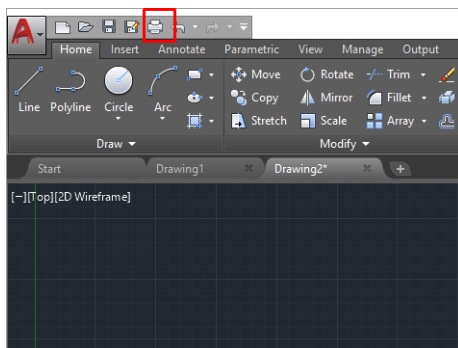 A
Home Insert Annotate Parametric View Manage Output
Line Polyline Circle Arc
Move Rotate Trim
Copy Mirror Fillet
Stretch Scale Array
Draw Modify
Start Drawing1 Drawing2*
[−][Top][2D Wireframe]